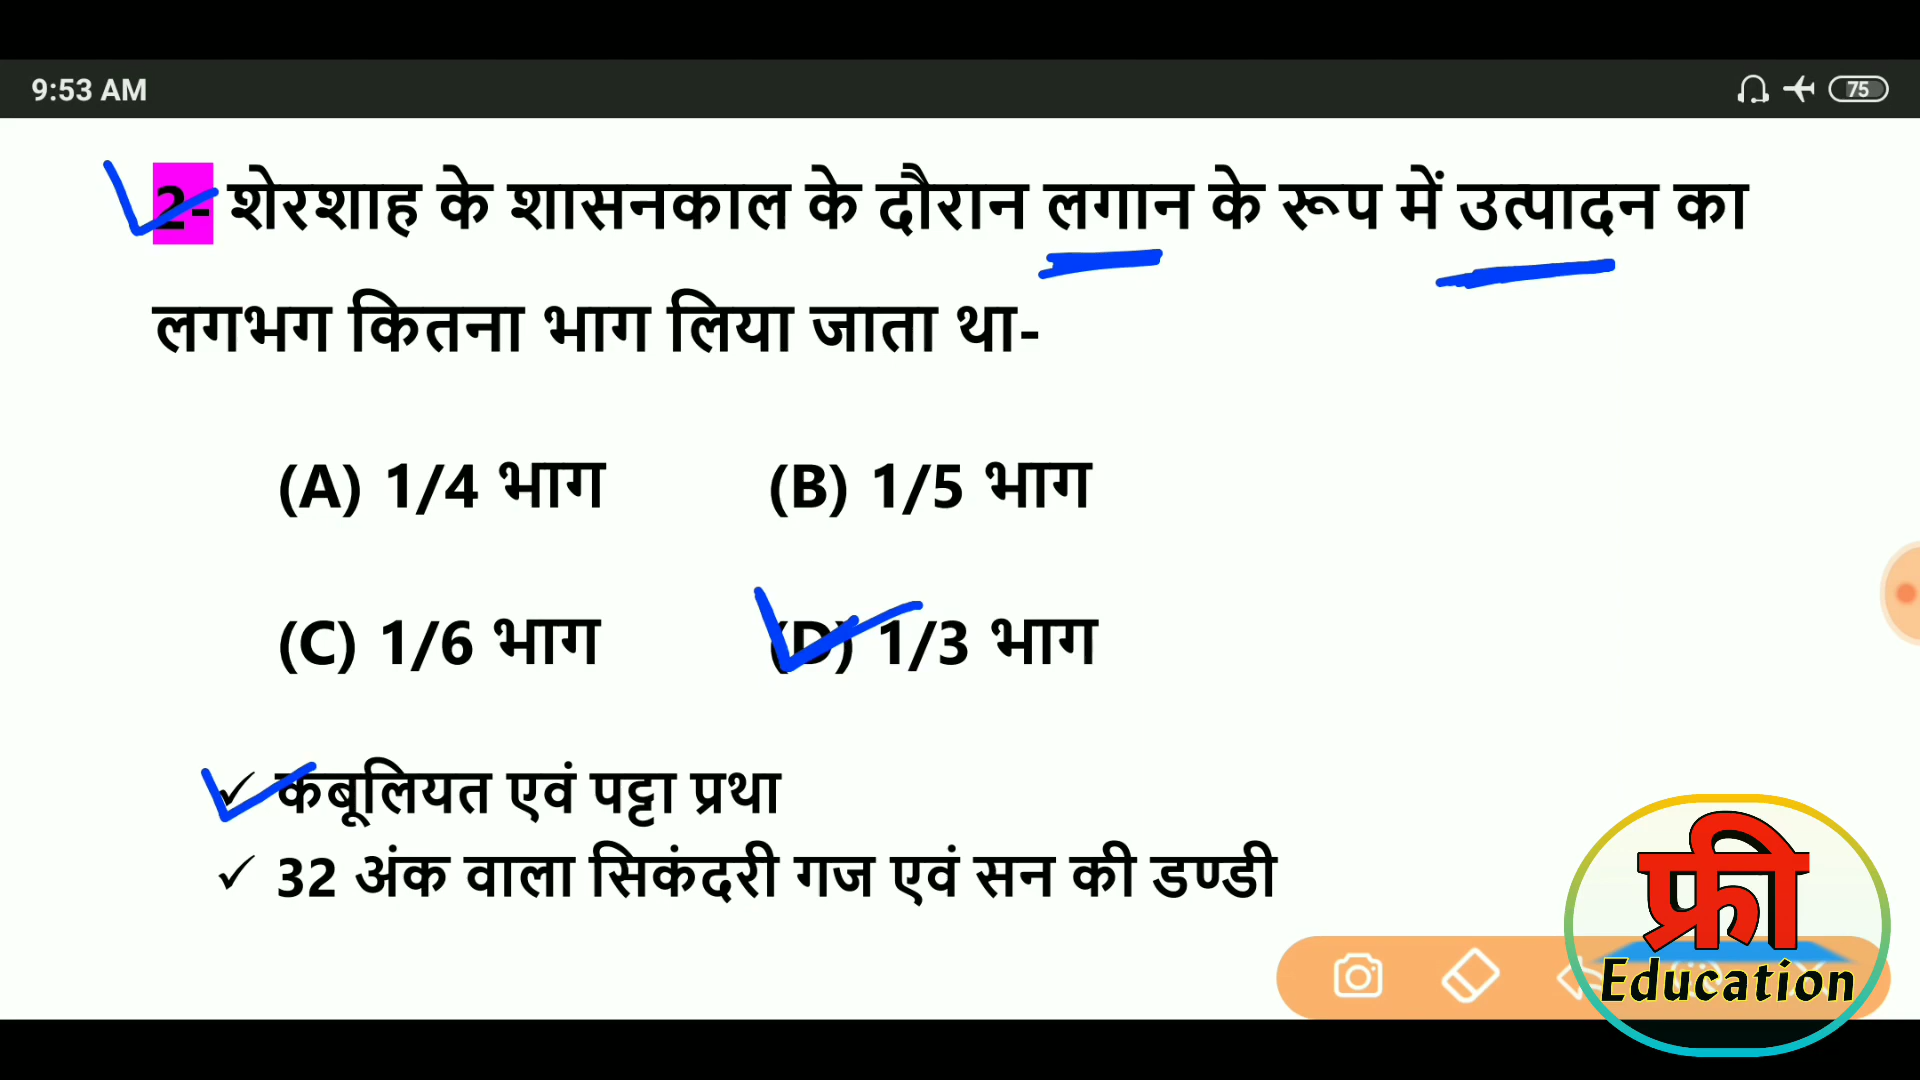 9:53 AM
75
2- शेरशाह के शासनकाल के दौरान लगान के रूप में उत्पादन का
लगभग कितना भाग लिया जाता था-
(A) 1/4 भाग (B) 1/5 भाग
(C) 1/6 भाग (D) 1/3 भाग
✓ कबूलियत एवं पट्टा प्रथा
✓ 32 अंक वाला सिकंदरी गज एवं सन की डण्डी
फ्री
Education